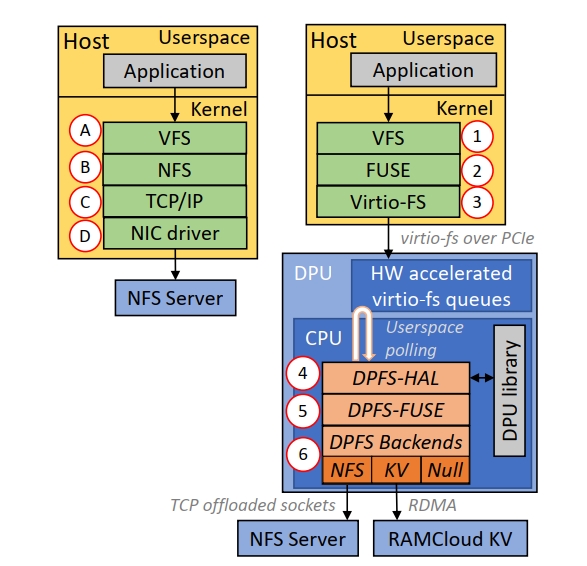 Host
Userspace
Application
Kernel
A
VFS
B
NFS
C
TCP/IP
D
NIC driver
NFS Server
Host
Userspace
Application
Kernel
VFS
1
FUSE
2
Virtio-FS
3
virtio-fs over PCIe
DPU
HW accelerated
virtio-fs queues
CPU
Userspace
polling
4
DPFS-HAL
5
DPFS-FUSE
6
DPFS Backends
NFS
KV
Null
DPU library
TCP offloaded sockets
RDMA
NFS Server
RAMCloud KV